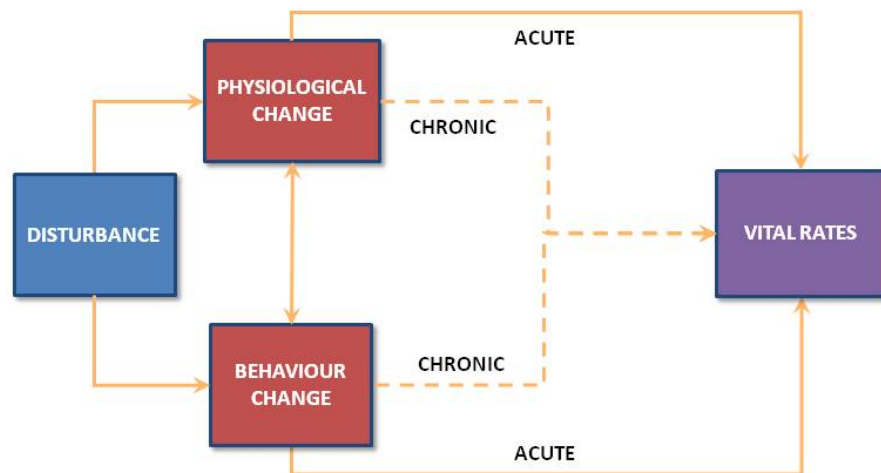 ACUTE
PHYSIOLOGICAL
CHANGE
CHRONIC
DISTURBANCE
VITAL RATES
BEHAVIOUR
CHANGE
CHRONIC
ACUTE